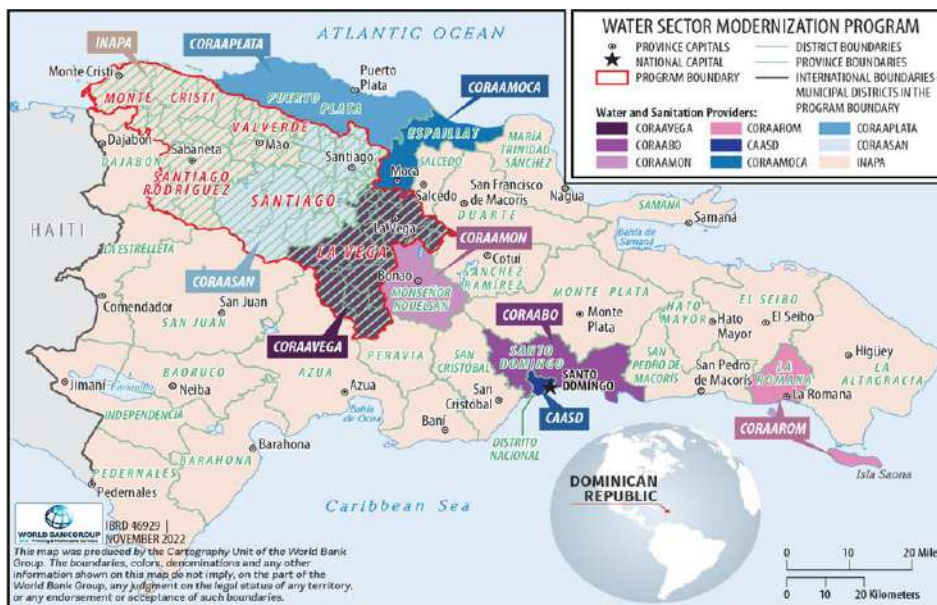 ATLANTIC OCEAN
WATER SECTOR MODERNIZATION PROGRAM
PROVINCE CAPITALS
NATIONAL CAPITAL
PROGRAM BOUNDARY
DISTRICT BOUNDARIES
PROVINCE BOUNDARIES
INTERNATIONAL BOUNDARIES
MUNICIPAL DISTRICTS IN THE
PROGRAM BOUNDARY
Water and Sanitation Providers:
CORAAVEGA
CORAABO
CORAAMON
CORAAROM
CAASD
CORAAMOCA
CORAAPLATA
CORAASAN
INAPA
INAPA
CORAAPLATA
Monte Cristi
Puerto
Plata
CORAAMOCA
MONTE CRISTI
PUERTO PLATA
VALVERDE
ESPAILLAT
MARÍA
TRINIDAD
SÁNCHEZ
Dajabón
DAJABÓN
Sabaneta
Mao
Santiago
SALCEDO
SANTIAGO
RODRÍGUEZ
SANTIAGO
Moca
Salcedo
San Francisco
de Macorís
Nagua
DUARTE
SAMANÁ
Samaná
Bahía de
Samaná
HAITI
La Vega
LA VEGA
CORAAMON
LA ESTRELLETA
CORAASAN
Cotuí
SÁNCHEZ
RAMÍREZ
Bonao
MONSEÑOR
NOUEL
Comendador
San Juan
SAN JUAN
CORAAVEGA
MONTE PLATA
Monte
Plata
HATO
MAYOR
Hato
Mayor
EL SEIBO
El Seibo
CORAABO
SANTO
DOMINGO
SANTO
DOMINGO
SAN
PEDRO DE
MACORÍS
San Pedro
de Macorís
LA
ROMANA
La Romana
Higüey
LA
ALTAGRACIA
Jimaní
BAORUCO
Neiba
AZUA
Azua
PERAVIA
SAN
CRISTÓBAL
San
Cristobal
Baní
CAASD
DISTRITO
NACIONAL
CORAAROM
Isla Saona
INDEPENDENCIA
Bahía
de Ocoa
BARAHONA
Barahona
PEDERNALES
Pedernales
Caribbean Sea
DOMINICAN
REPUBLIC
WORLD BANK GROUP
IBRD 46929 |
NOVEMBER 2022
This map was produced by the Cartography Unit of the World Bank
Group. The boundaries, colors, denominations and any other
information shown on this map do not imply, on the part of the
World Bank Group, any judgment on the legal status of any territory,
or any endorsement or acceptance of such boundaries.
0 10 20 Miles
0 10 20 Kilometers